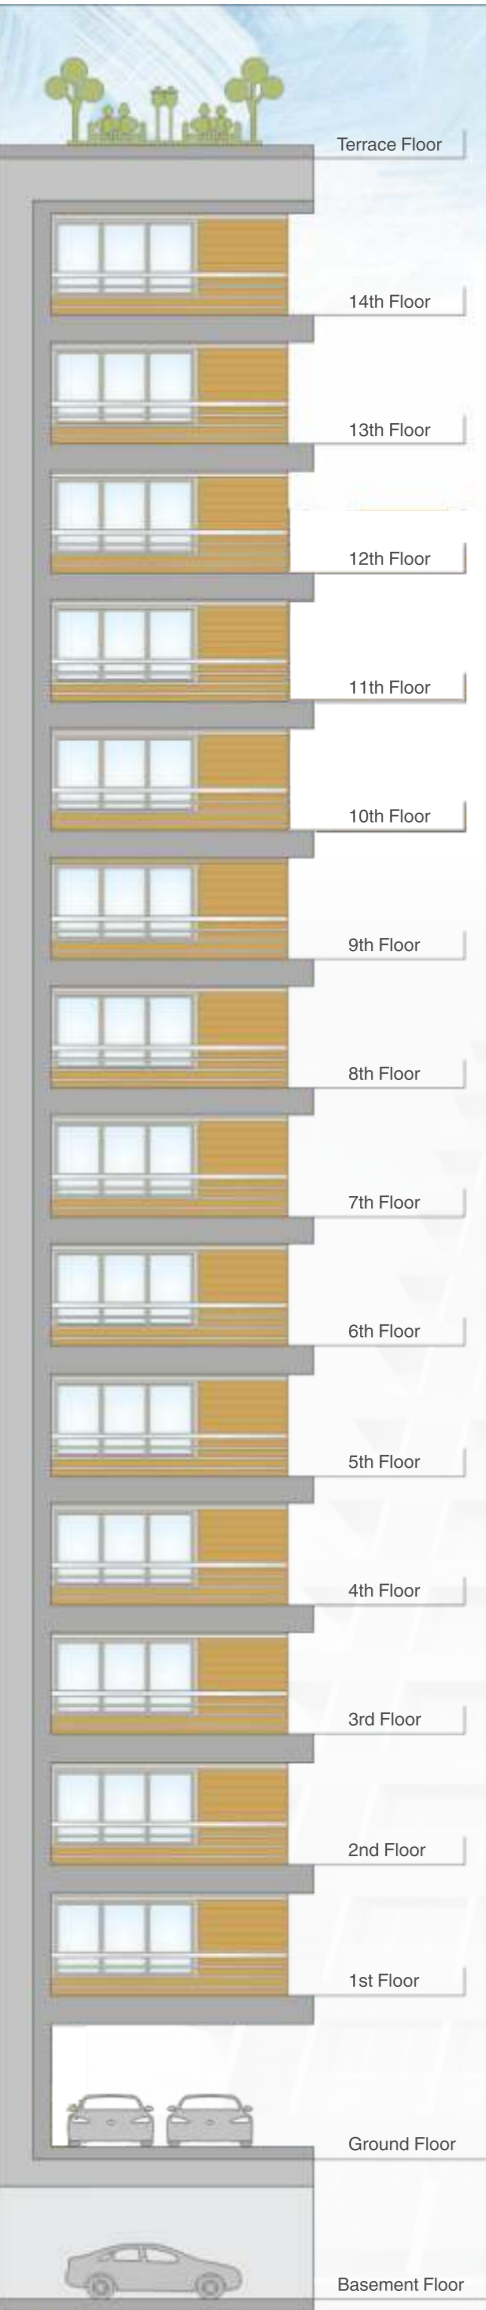 Terrace Floor
14th Floor
13th Floor
12th Floor
11th Floor
10th Floor
9th Floor
8th Floor
7th Floor
6th Floor
5th Floor
4th Floor
3rd Floor
2nd Floor
1st Floor
Ground Floor
Basement Floor